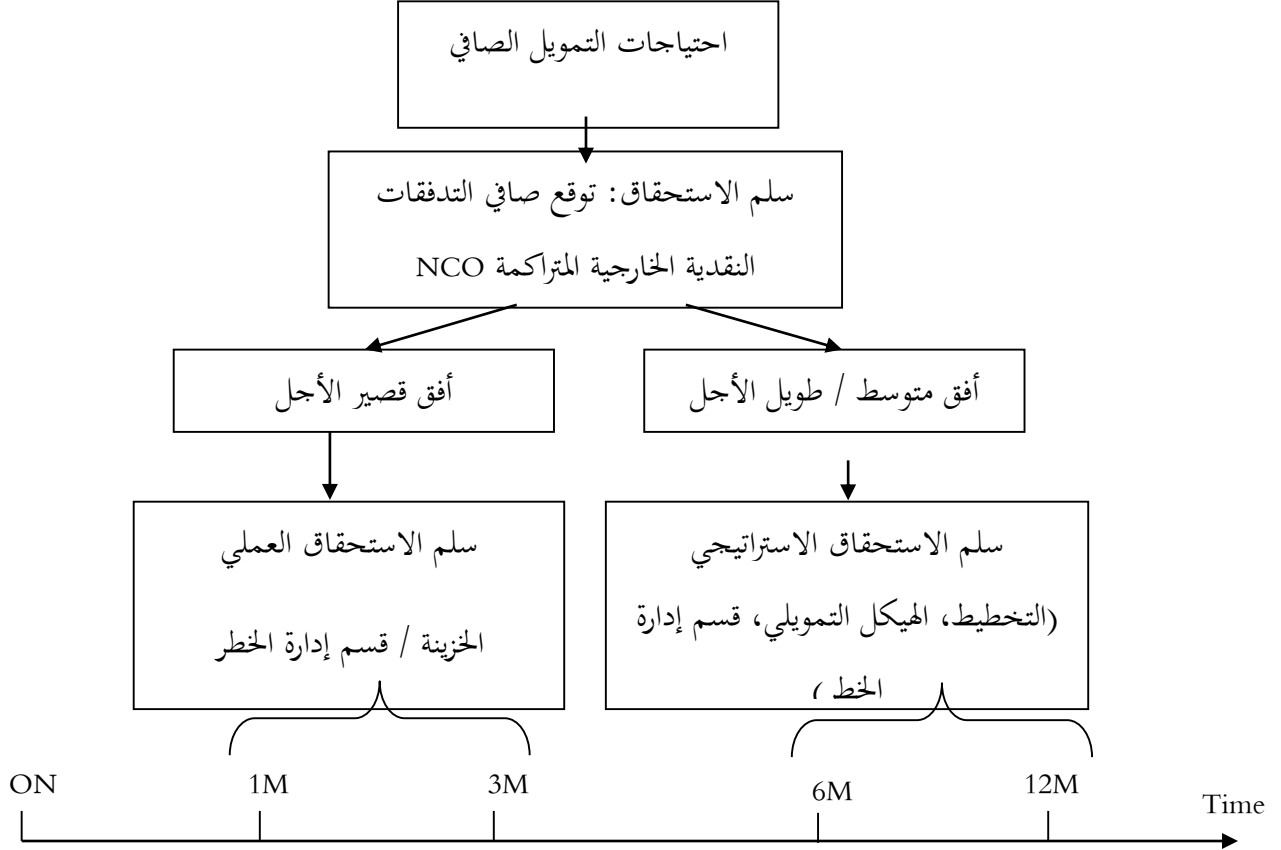 احتياجات التمويل الصافي
سلم الاستحقاق: توقع صافي التدفقات
النقدية الخارجية المتراكمة NCO
أفق قصير الأجل
أفق متوسط / طويل الأجل
سلم الاستحقاق العملي
الخزينة / قسم إدارة الخطر
سلم الاستحقاق الاستراتيجي
(التخطيط، الهيكل التمويلي، قسم إدارة
ON
1M
3M
6M
12M
Time